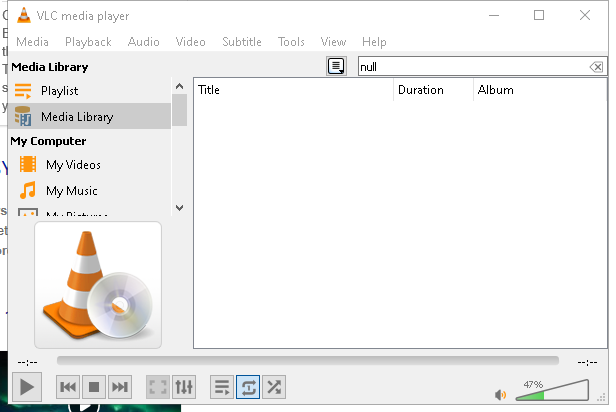 VLC media player
Media Playback Audio Video Subtitle Tools View Help
Media Library
null
Playlist
Title Duration Album
Media Library
My Computer
My Videos
My Music
My Pictures
--:-- --:--
47%